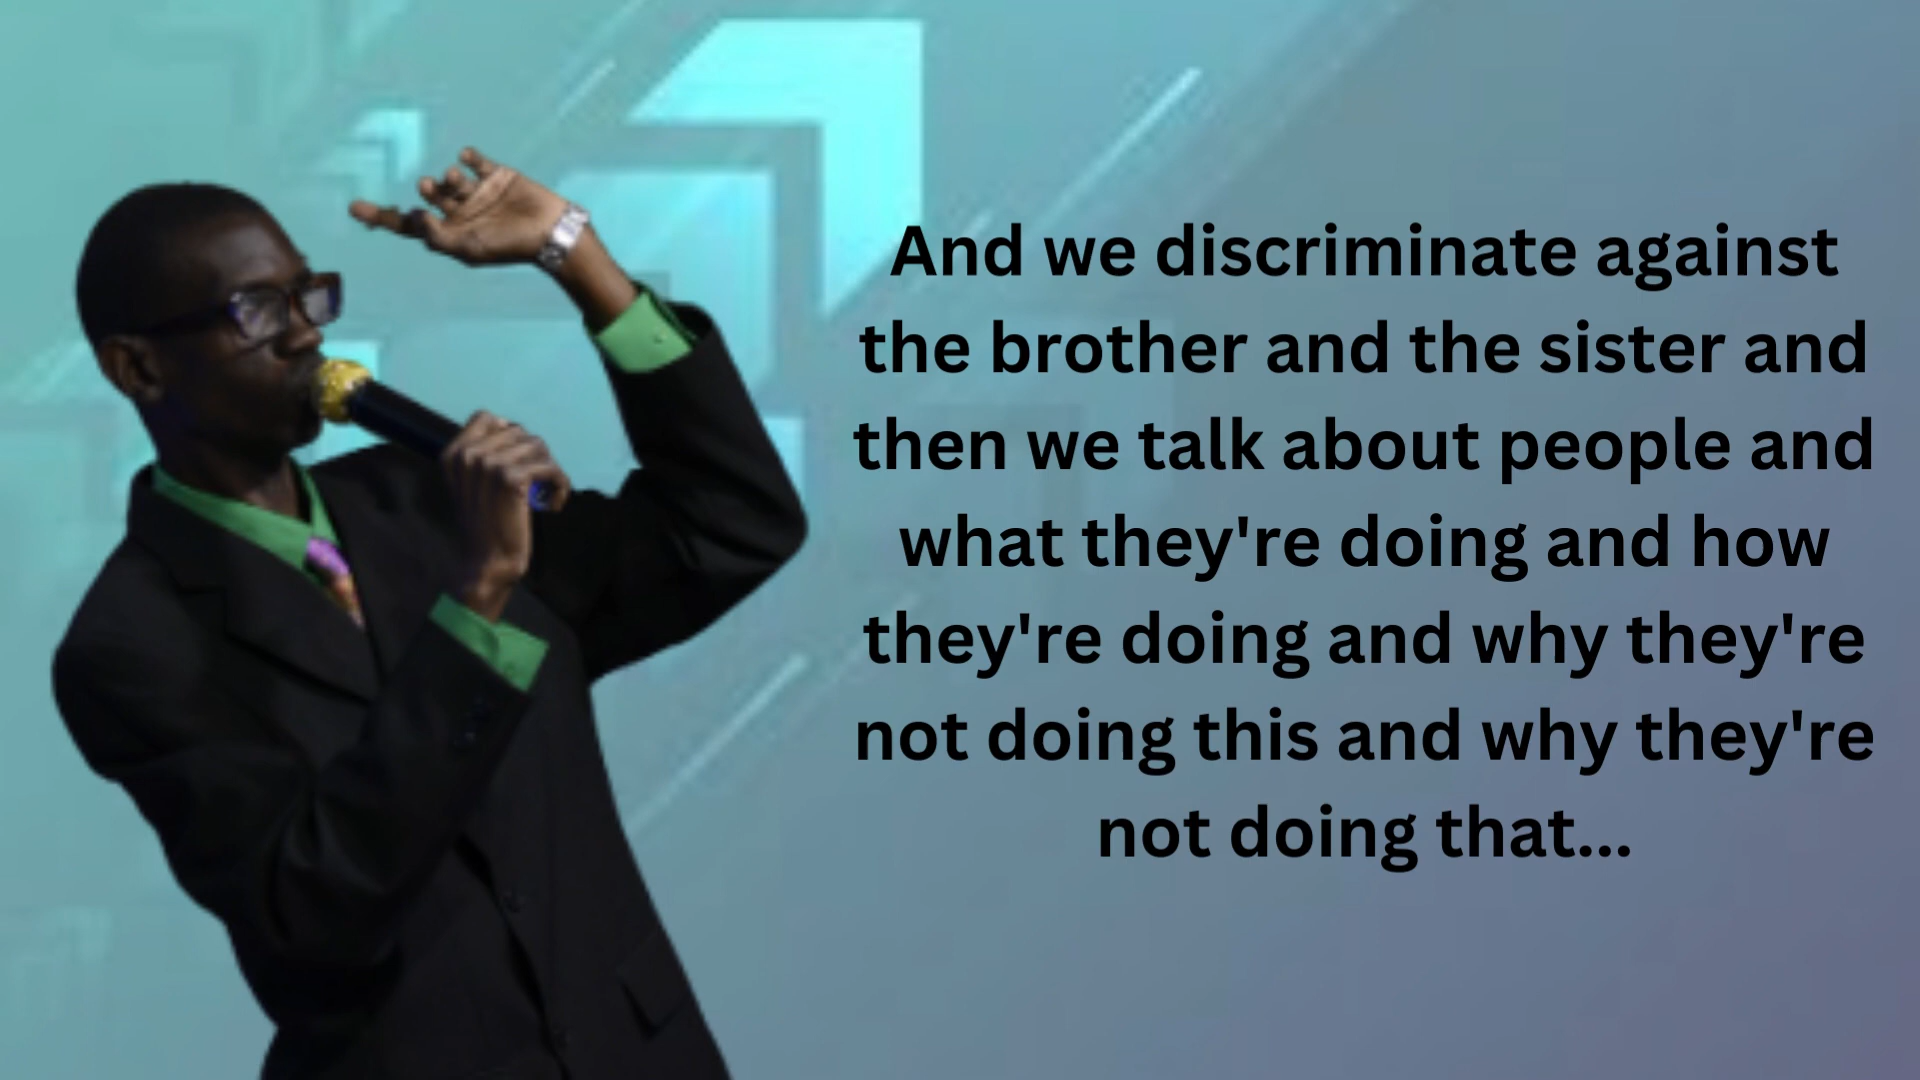 And we discriminate against
the brother and the sister and
then we talk about people and
what they're doing and how
they're doing and why they're
not doing this and why they're
not doing that...